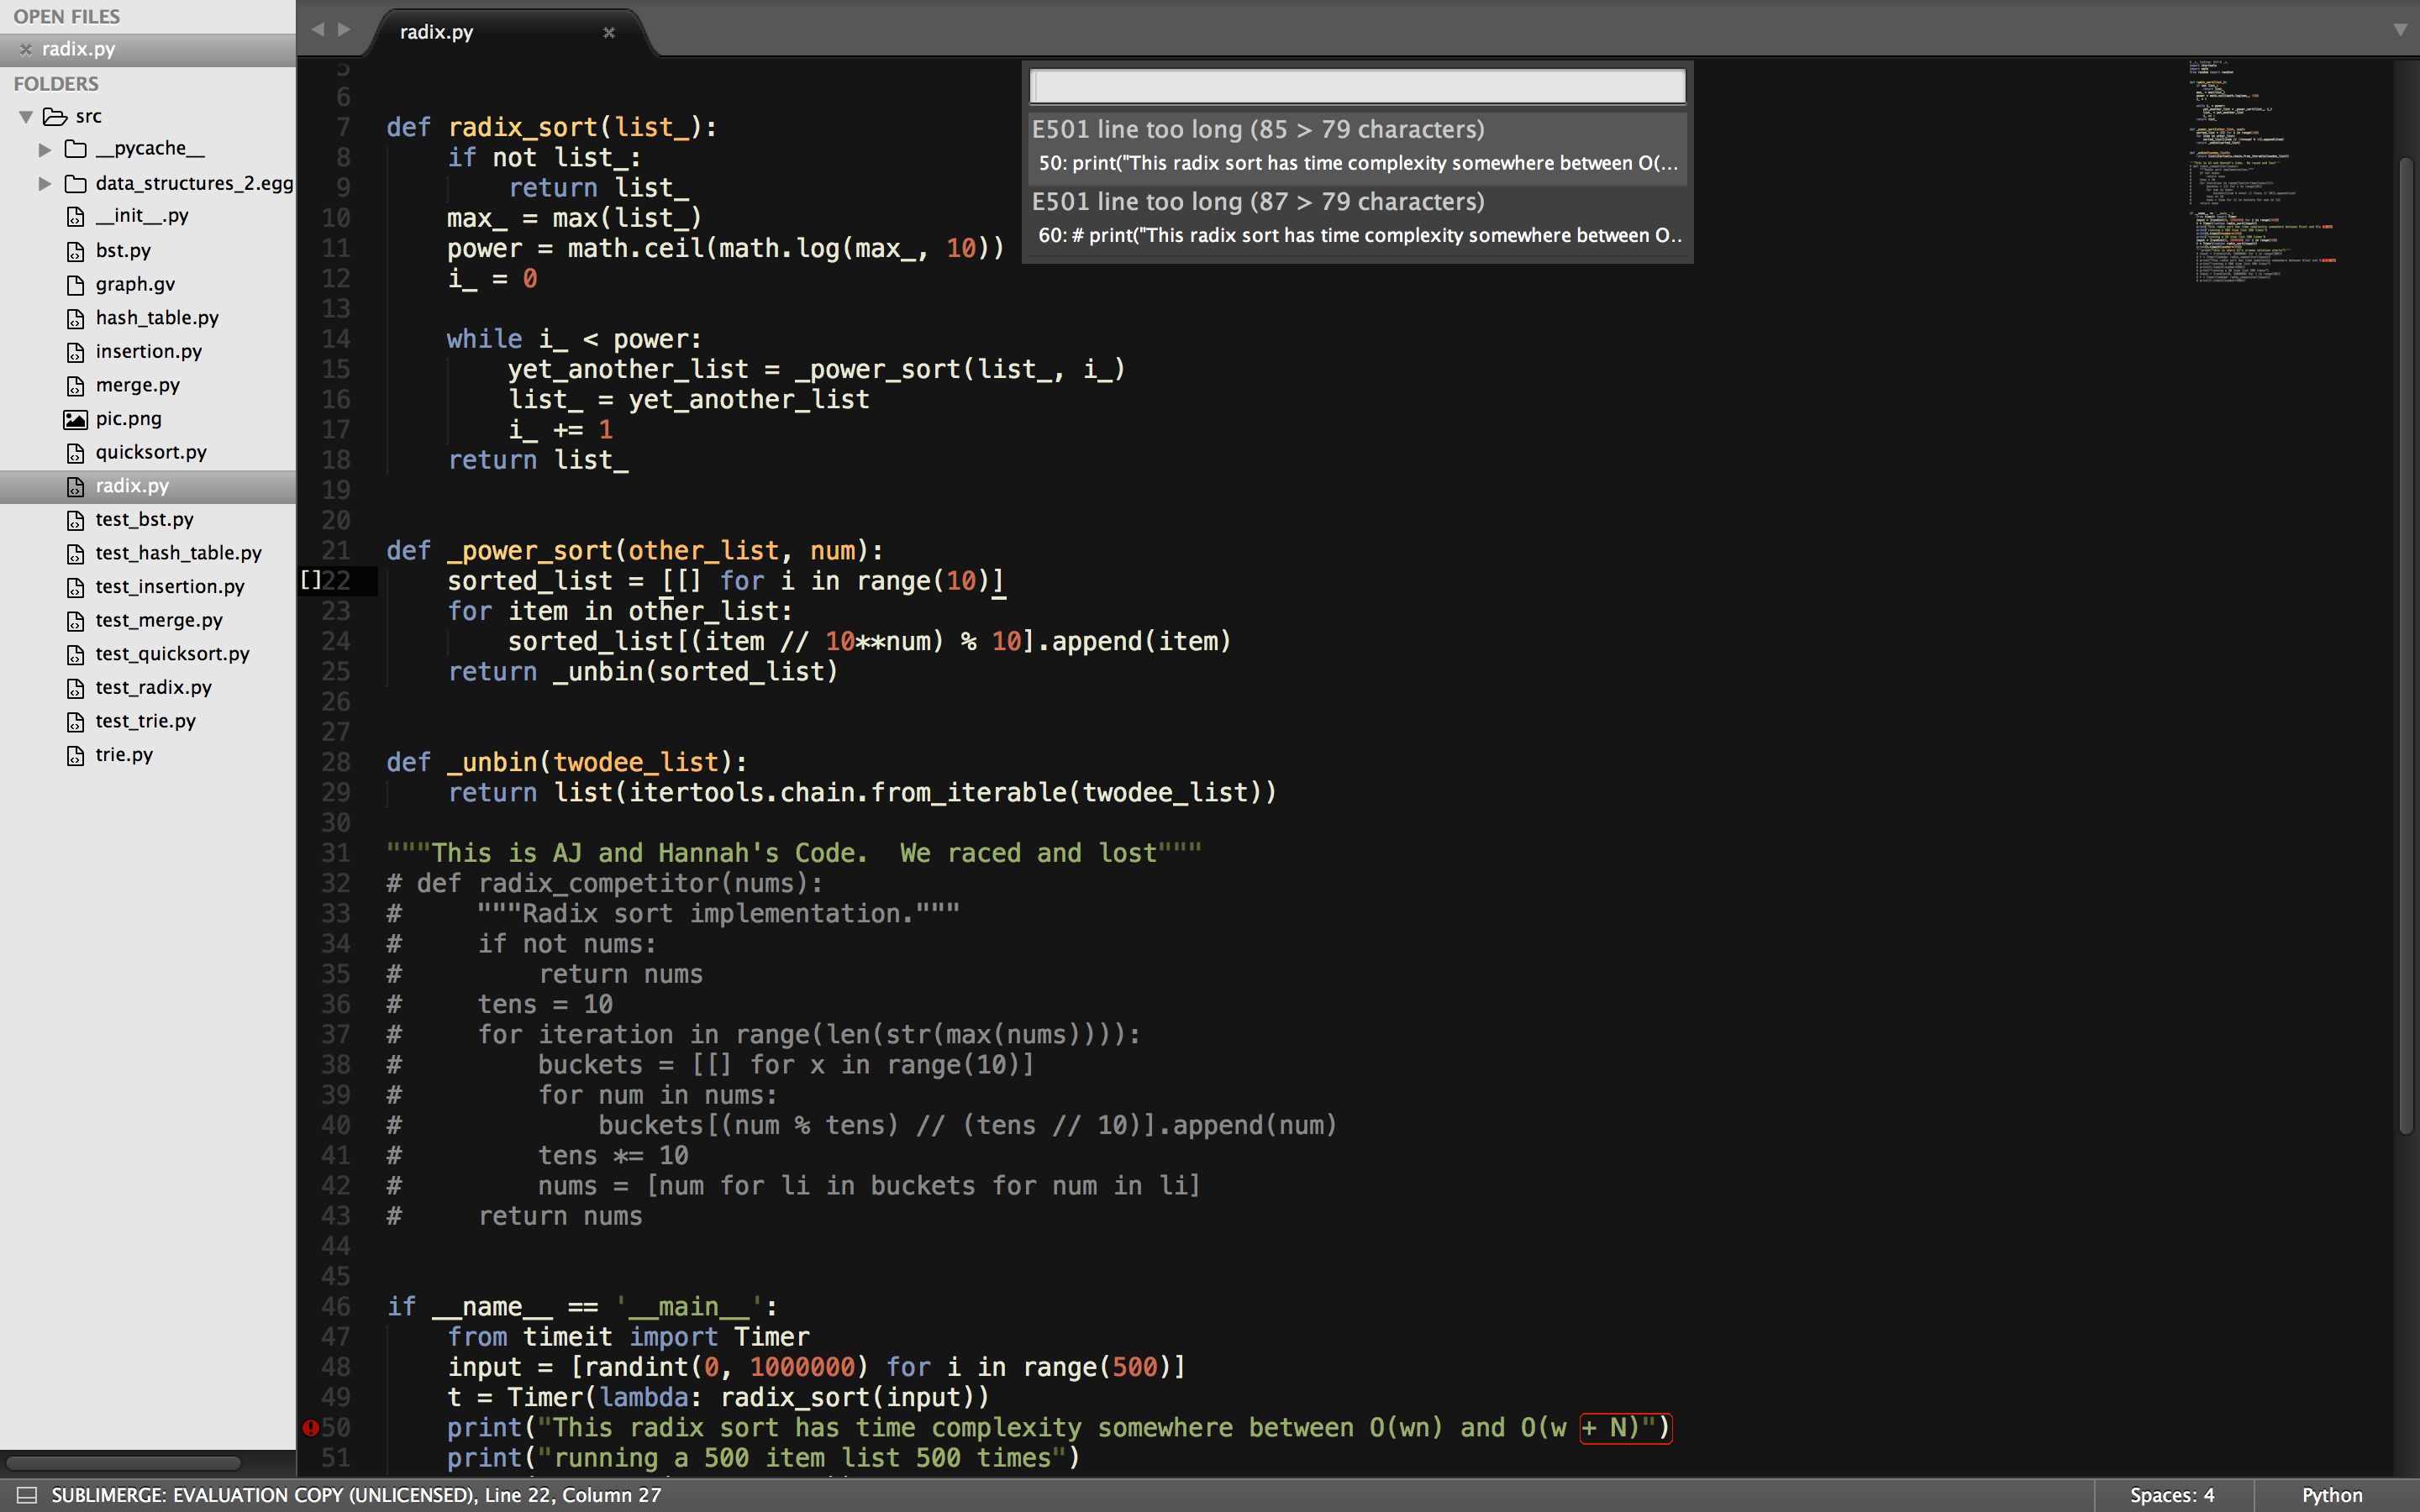 OPEN FILES
radix.py
FOLDERS
src
__pycache__
data_structures_2.egg
__init__.py
bst.py
graph.gv
hash_table.py
insertion.py
merge.py
pic.png
quicksort.py
radix.py
test_bst.py
test_hash_table.py
test_insertion.py
test_merge.py
test_quicksort.py
test_radix.py
test_trie.py
trie.py
radix.py
E501 line too long (85 > 79 characters)
50: print("This radix sort has time complexity somewhere between O(...
E501 line too long (87 > 79 characters)
60: # print("This radix sort has time complexity somewhere between O..
5
6
7 def radix_sort(list_):
8     if not list_:
9         return list_
10     max_ = max(list_)
11     power = math.ceil(math.log(max_, 10))
12     i_ = 0
13
14     while i_ < power:
15         yet_another_list = _power_sort(list_, i_)
16         list_ = yet_another_list
17         i_ += 1
18     return list_
19
20
21 def _power_sort(other_list, num):
[]22     sorted_list = [[] for i in range(10)]
23     for item in other_list:
24         sorted_list[(item // 10**num) % 10].append(item)
25     return _unbin(sorted_list)
26
27
28 def _unbin(twodee_list):
29     return list(itertools.chain.from_iterable(twodee_list))
30
31 """This is AJ and Hannah's Code.  We raced and lost"""
32 # def radix_competitor(nums):
33 #     """Radix sort implementation."""
34 #     if not nums:
35 #         return nums
36 #     tens = 10
37 #     for iteration in range(len(str(max(nums)))):
38 #         buckets = [[] for x in range(10)]
39 #         for num in nums:
40 #             buckets[(num % tens) // (tens // 10)].append(num)
41 #         tens *= 10
42 #         nums = [num for li in buckets for num in li]
43 #     return nums
44
45
46 if __name__ == '__main__':
47     from timeit import Timer
48     input = [randint(0, 1000000) for i in range(500)]
49     t = Timer(lambda: radix_sort(input))
50     print("This radix sort has time complexity somewhere between O(wn) and O(w + N)")
51     print("running a 500 item list 500 times")
SUBLIMERGE: EVALUATION COPY (UNLICENSED), Line 22, Column 27
Spaces: 4
Python